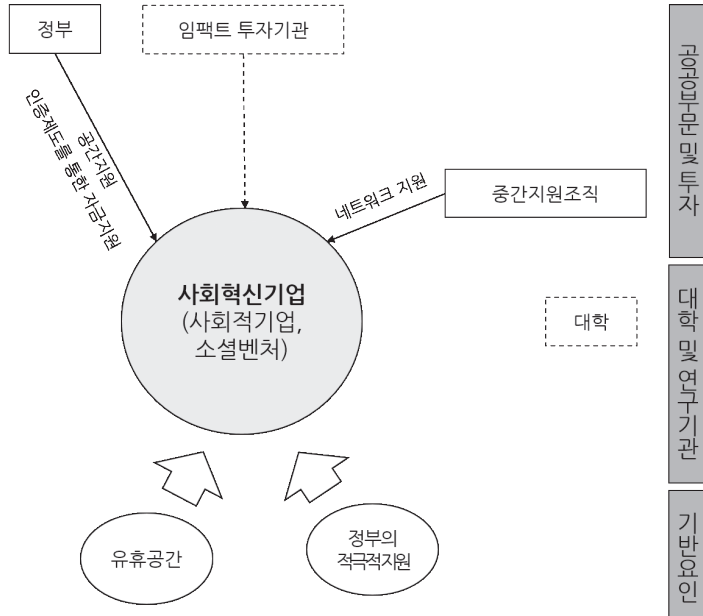 정부
임팩트 투자기관
공간지원
인증제도를 통한 자금지원
네트워크 지원
중간지원조직
사회혁신기업
(사회적기업,
소셜벤처)
대학
유휴공간
정부의
적극적지원
공공부문 및 투자
대학 및 연구기관
기반요인